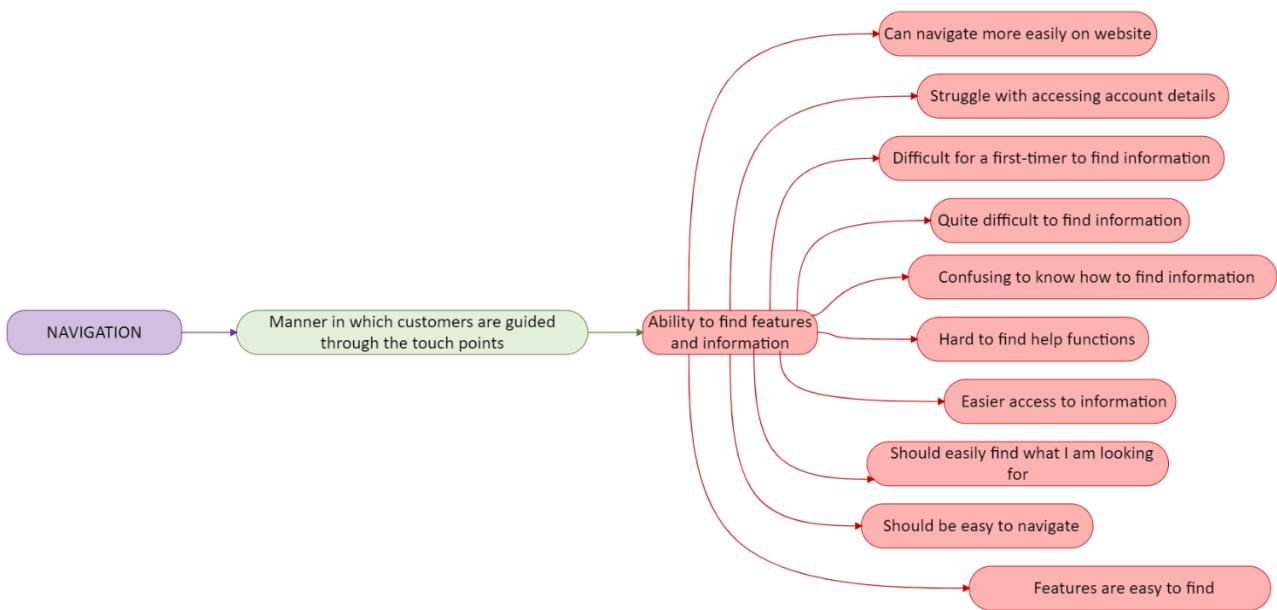 Can navigate more easily on website
Struggle with accessing account details
Difficult for a first-timer to find information
Quite difficult to find information
Confusing to know how to find information
NAVIGATION
Manner in which customers are guided
through the touch points
Ability to find features
and information
Hard to find help functions
Easier access to information
Should easily find what I am looking
for
Should be easy to navigate
Features are easy to find